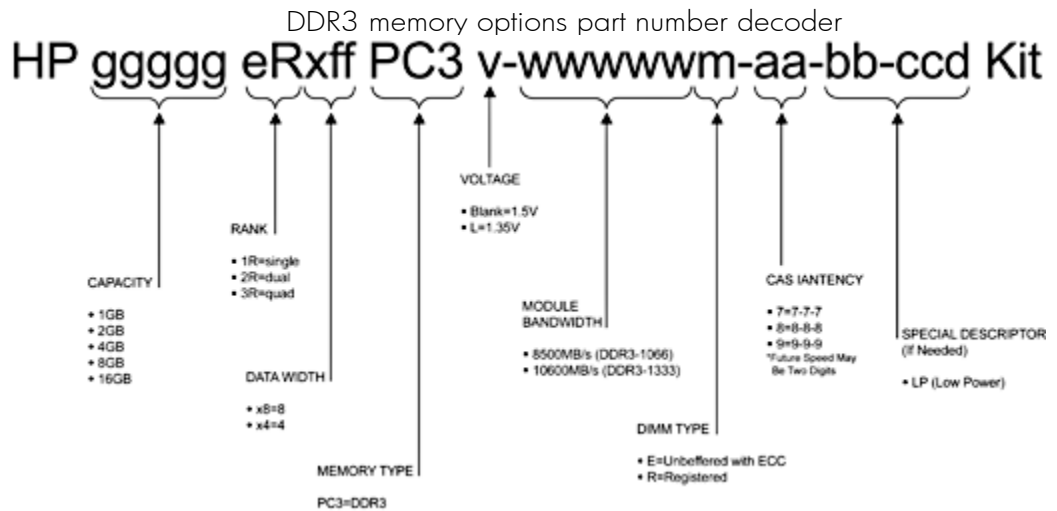 DDR3 memory options part number decoder
HP ggggg eRxff PC3 v-wwwwwm-aa-bb-ccd Kit
CAPACITY
• 1GB
• 2GB
• 4GB
• 8GB
• 16GB
RANK
• 1R=single
• 2R=dual
• 3R=quad
DATA WIDTH
• x8=8
• x4=4
MEMORY TYPE
PC3=DDR3
VOLTAGE
• Blank=1.5V
• L=1.35V
MODULE
BANDWIDTH
• 8500MB/s (DDR3-1066)
• 10600MB/s (DDR3-1333)
DIMM TYPE
• E=Unbeffered with ECC
• R=Registered
CAS IANTENCY
• 7=7-7-7
• 8=8-8-8
• 9=9-9-9
*Future Speed May
Be Two Digits
SPECIAL DESCRIPTOR
(If Needed)
• LP (Low Power)